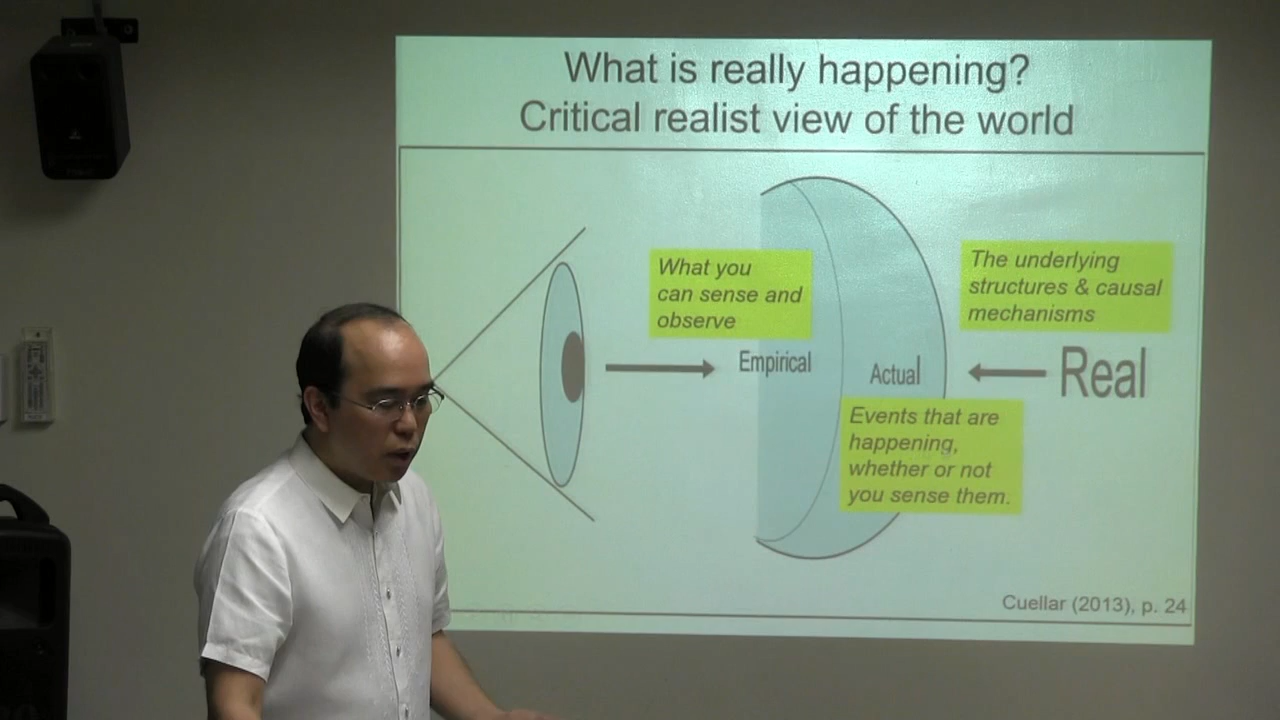 What is really happening?
Critical realist view of the world
What you
can sense and
observe
The underlying
structures & causal
mechanisms
Empirical
Actual
Real
Events that are
happening,
whether or not
you sense them.
Cuellar (2013), p. 24